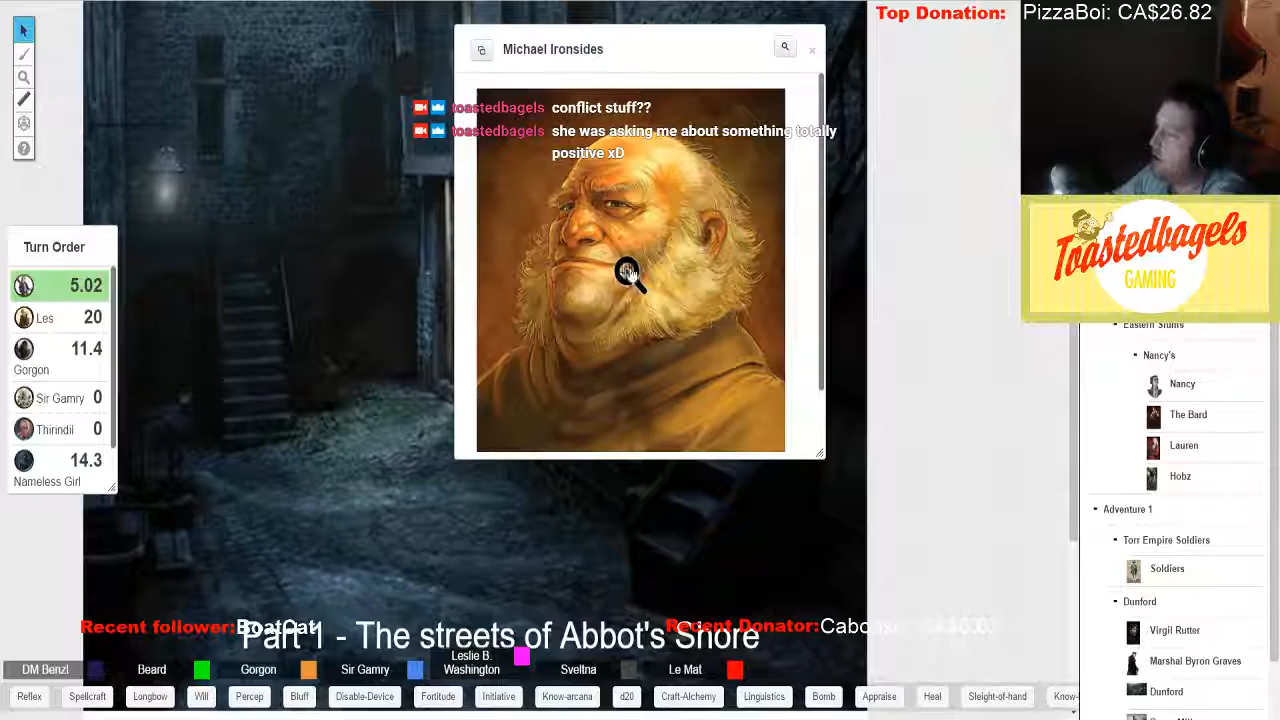 Top Donation: PizzaBoi: CA$26.82
Michael Ironsides
toastedbagels conflict stuff??
toastedbagels she was asking me about something totally
positive xD
Toastedbagels
GAMING
Turn Order
5.02
Les 20
11.4
Gorgon
Sir Gamry 0
Thirindil 0
14.3
Nameless Girl
Nancy's
Nancy
The Bard
Lauren
Hobz
Adventure 1
Torr Empire Soldiers
Soldiers
Dunford
Virgil Rutter
Marshal Byron Graves
Dunford
Recent follower: BoatCat
Part 1 - The streets of Abbot's Shore
Recent Donator:
DM Benzl
Beard
Gorgon
Sir Gamry
Leslie B.
Washington
Sveltna
Le Mat
Reflex
Spellcraft
Longbow
Will
Percep
Bluff
Disable-Device
Fortitude
Initiative
Know-arcana
d20
Craft-Alchemy
Linguistics
Bomb
Appraise
Heal
Sleight-of-hand
Know-